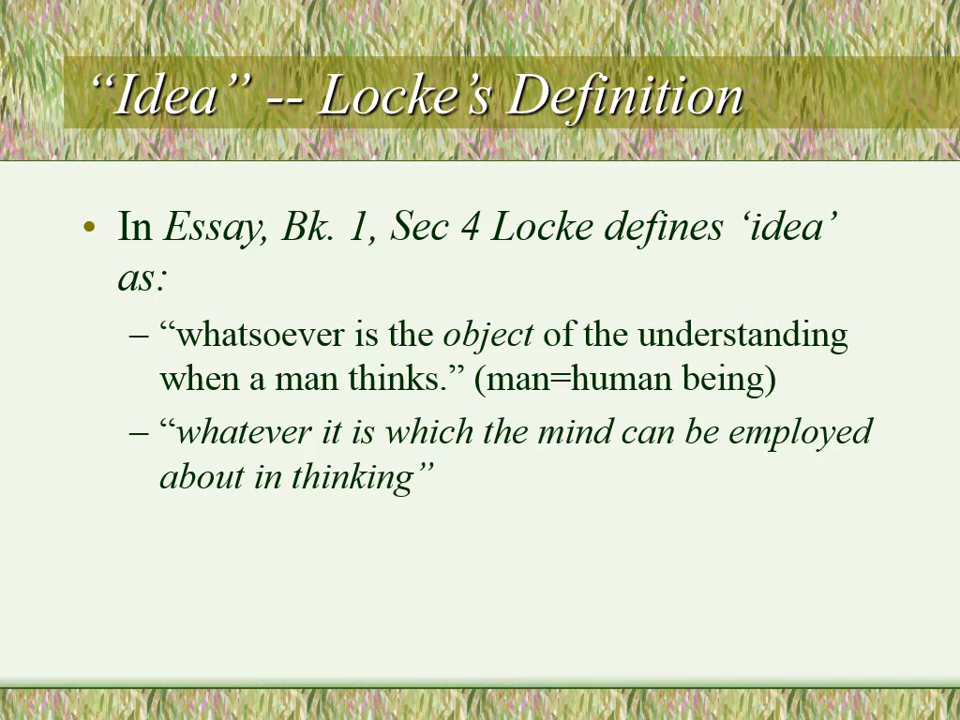 “Idea” -- Locke’s Definition
• In Essay, Bk. 1, Sec 4 Locke defines ‘idea’
as:
– “whatsoever is the object of the understanding
when a man thinks.” (man=human being)
– “whatever it is which the mind can be employed
about in thinking”